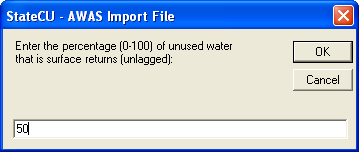 StateCU - AWAS Import File
Enter the percentage (0-100) of unused water
that is surface returns (unlagged):
OK
Cancel
50